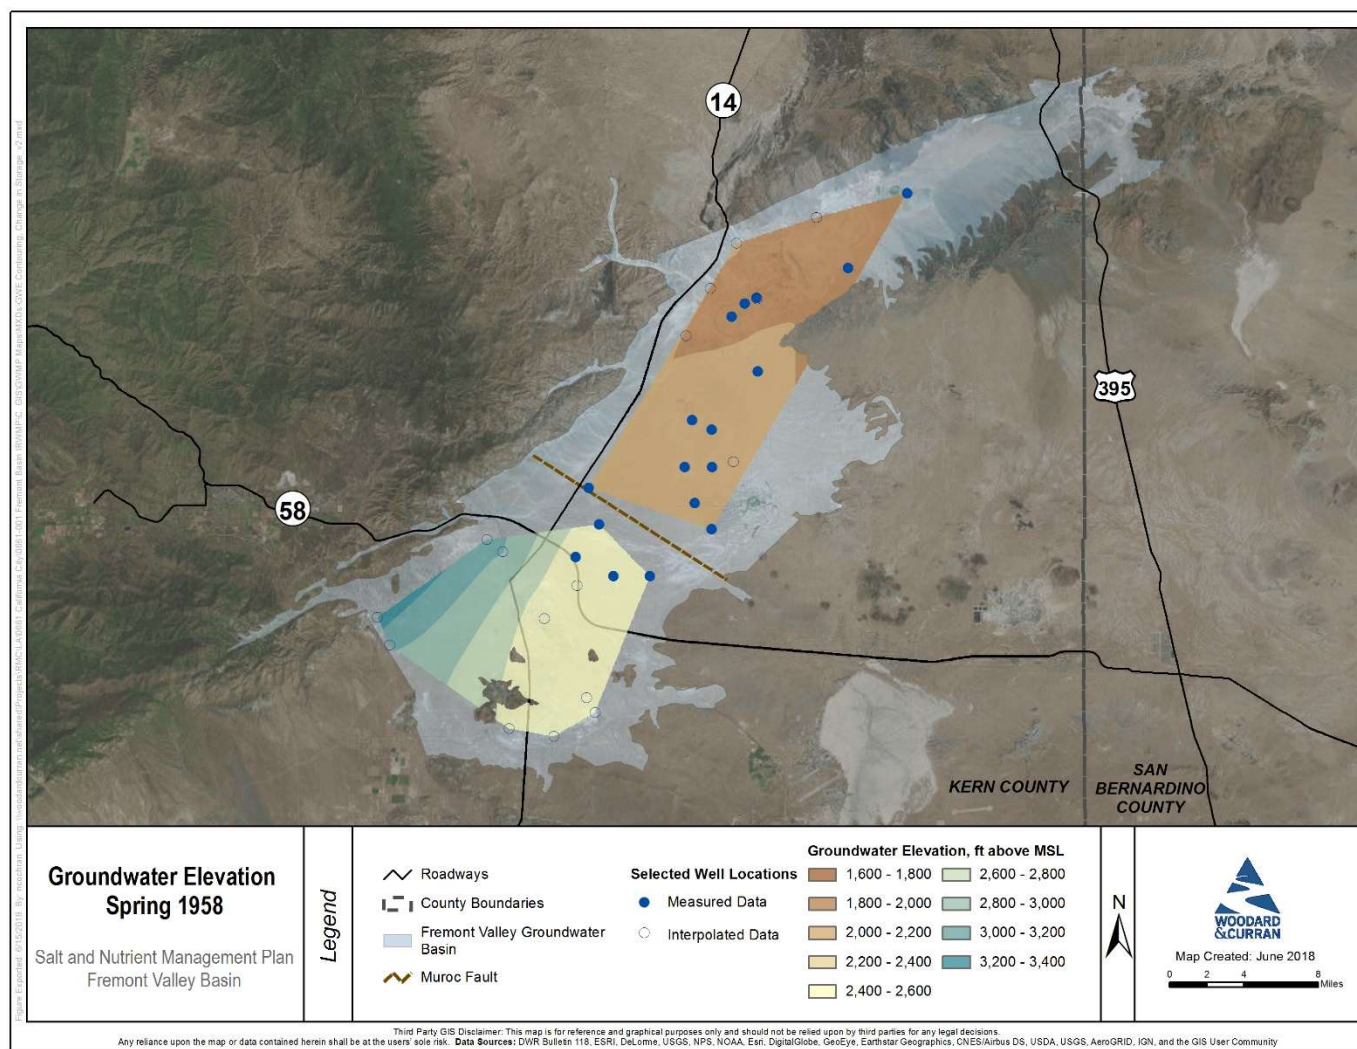 14
58
395
KERN COUNTY
SAN
BERNARDINO
COUNTY
Groundwater Elevation
Spring 1958
Salt and Nutrient Management Plan
Fremont Valley Basin
Legend
Roadways
County Boundaries
Fremont Valley Groundwater
Basin
Muroc Fault
Selected Well Locations
Measured Data
Interpolated Data
Groundwater Elevation, ft above MSL
1,600 - 1,800
1,800 - 2,000
2,000 - 2,200
2,200 - 2,400
2,400 - 2,600
2,600 - 2,800
2,800 - 3,000
3,000 - 3,200
3,200 - 3,400
N
WOODARD
&CURRAN
Map Created: June 2018
0 2 4 8
Miles
Third Party GIS Disclaimer: This map is for reference and graphical purposes only and should not be relied upon by third parties for any legal decisions.
Any reliance upon the map or data contained herein shall be at the users' sole risk. Data Sources: DWR Bulletin 118, ESRI, DeLorme, USGS, NPS, NOAA, Esri, DigitalGlobe, GeoEye, Earthstar Geographics, CNES/Airbus DS, USDA, USGS, AeroGRID, IGN, and the GIS User Community
Figure Exported: 6/15/2018 By: ncochran Using: